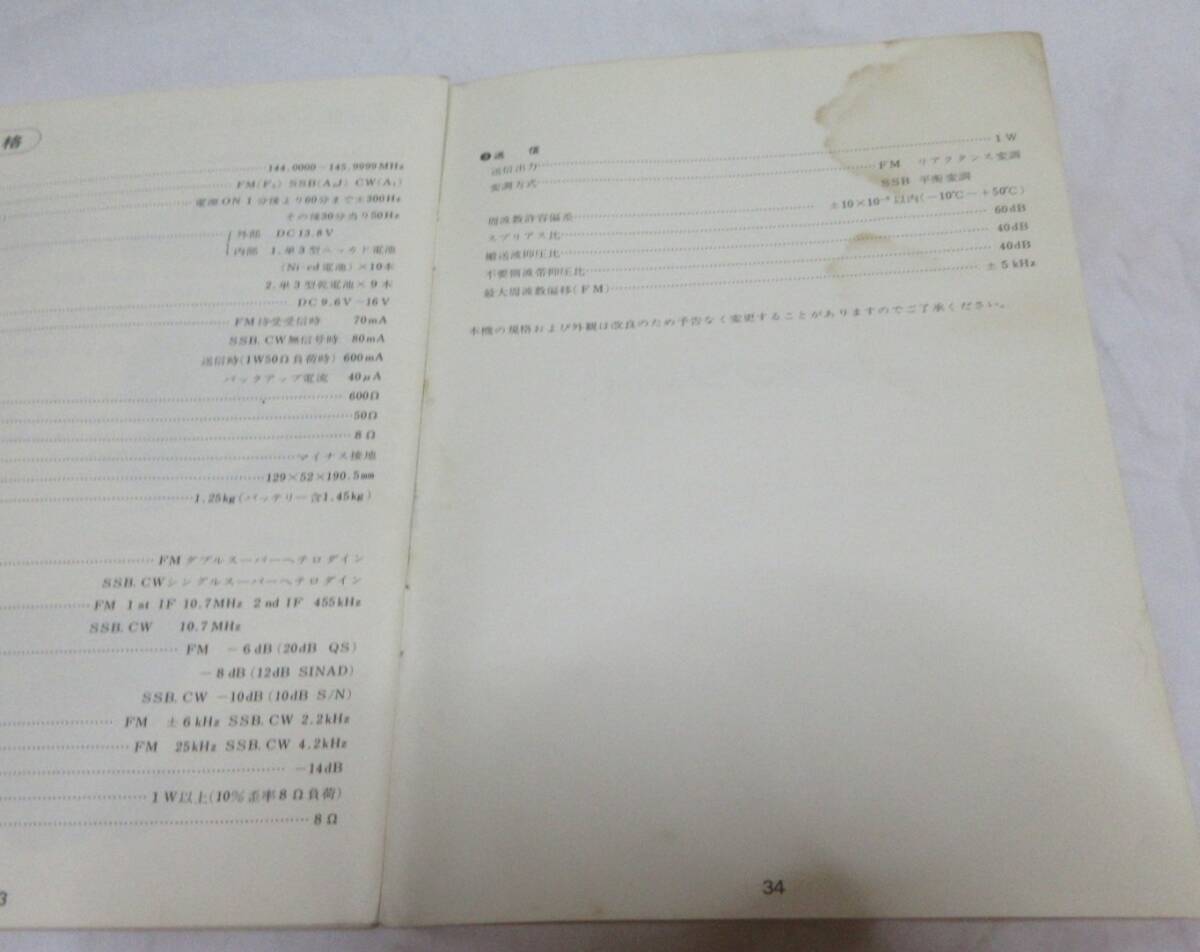 格
144.0000~145.9999MHz
FM(F₃) SSB(A₃J) CW(A₁)
電源ON 1分後より60分まで±300Hz
その後30分当り50Hz
外部 DC13.8V
内部 1.単3型ニッカド電池
(Ni-cd電池)×10本
2.単3型乾電池×9本
DC9.6V~16V
FM待受受信時 70mA
SSB.CW無信号時 80mA
送信時(1W50Ω負荷時) 600mA
バックアップ電流 40μA
600Ω
50Ω
8Ω
マイナス接地
129×52×190.5mm
1.25kg(バッテリー含1.45kg)
FMダブルスーパーヘテロダイン
SSB.CWシングルスーパーヘテロダイン
FM 1st IF 10.7MHz 2nd IF 455kHz
SSB.CW 10.7MHz
FM -6dB(20dB QS)
-8dB(12dB SINAD)
SSB.CW -10dB(10dB S/N)
FM ±6kHz SSB.CW 2.2kHz
FM 25kHz SSB.CW 4.2kHz
-14dB
1W以上(10%歪率8Ω負荷)
8Ω
3
❸送 信
送信出力……1W
変調方式……FM リアクタンス変調
SSB 平衡変調
周波数許容偏差……±10×10⁻⁶以内(-10℃~+50℃)
スプリアス比……60dB
搬送波抑圧比……40dB
不要側波帯抑圧比……40dB
最大周波数偏移(FM)……±5kHz
本機の規格および外観は改良のため予告なく変更することがありますのでご了承ください。
34